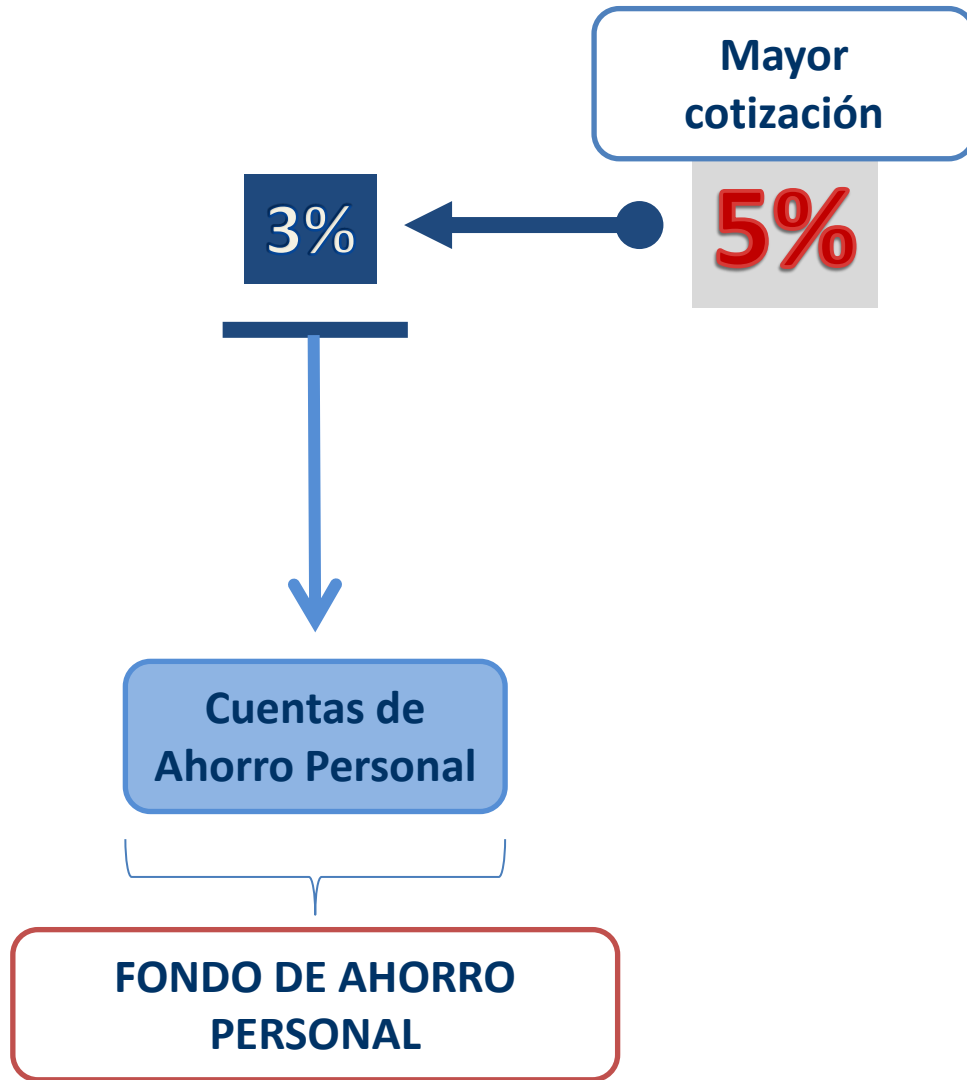 Mayor
cotización
3%
5%
Cuentas de
Ahorro Personal
FONDO DE AHORRO
PERSONAL